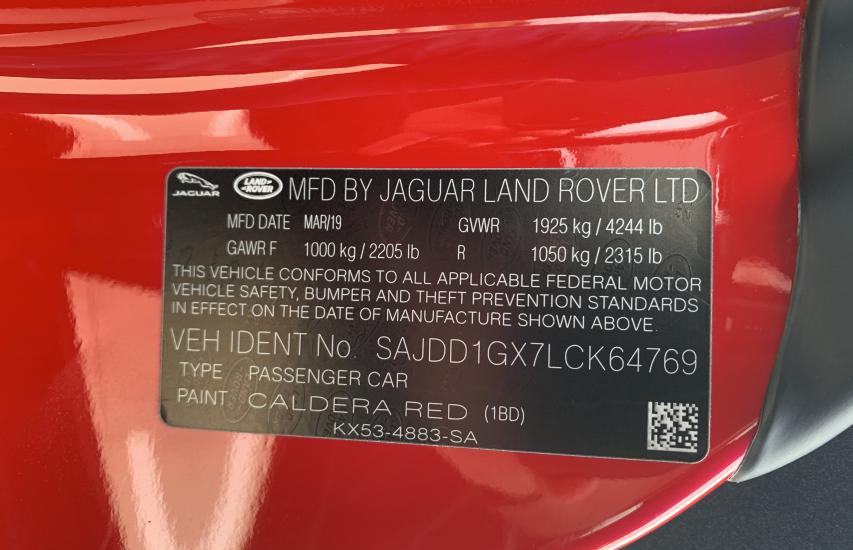 JAGUAR LAND ROVER MFD BY JAGUAR LAND ROVER LTD
MFD DATE MAR/19 GVWR 1925 kg / 4244 lb
GAWR F 1000 kg / 2205 lb R 1050 kg / 2315 lb
THIS VEHICLE CONFORMS TO ALL APPLICABLE FEDERAL MOTOR
VEHICLE SAFETY, BUMPER AND THEFT PREVENTION STANDARDS
IN EFFECT ON THE DATE OF MANUFACTURE SHOWN ABOVE.
VEH IDENT No. SAJDD1GX7LCK64769
TYPE PASSENGER CAR
PAINT CALDERA RED (1BD)
KX53-4883-SA